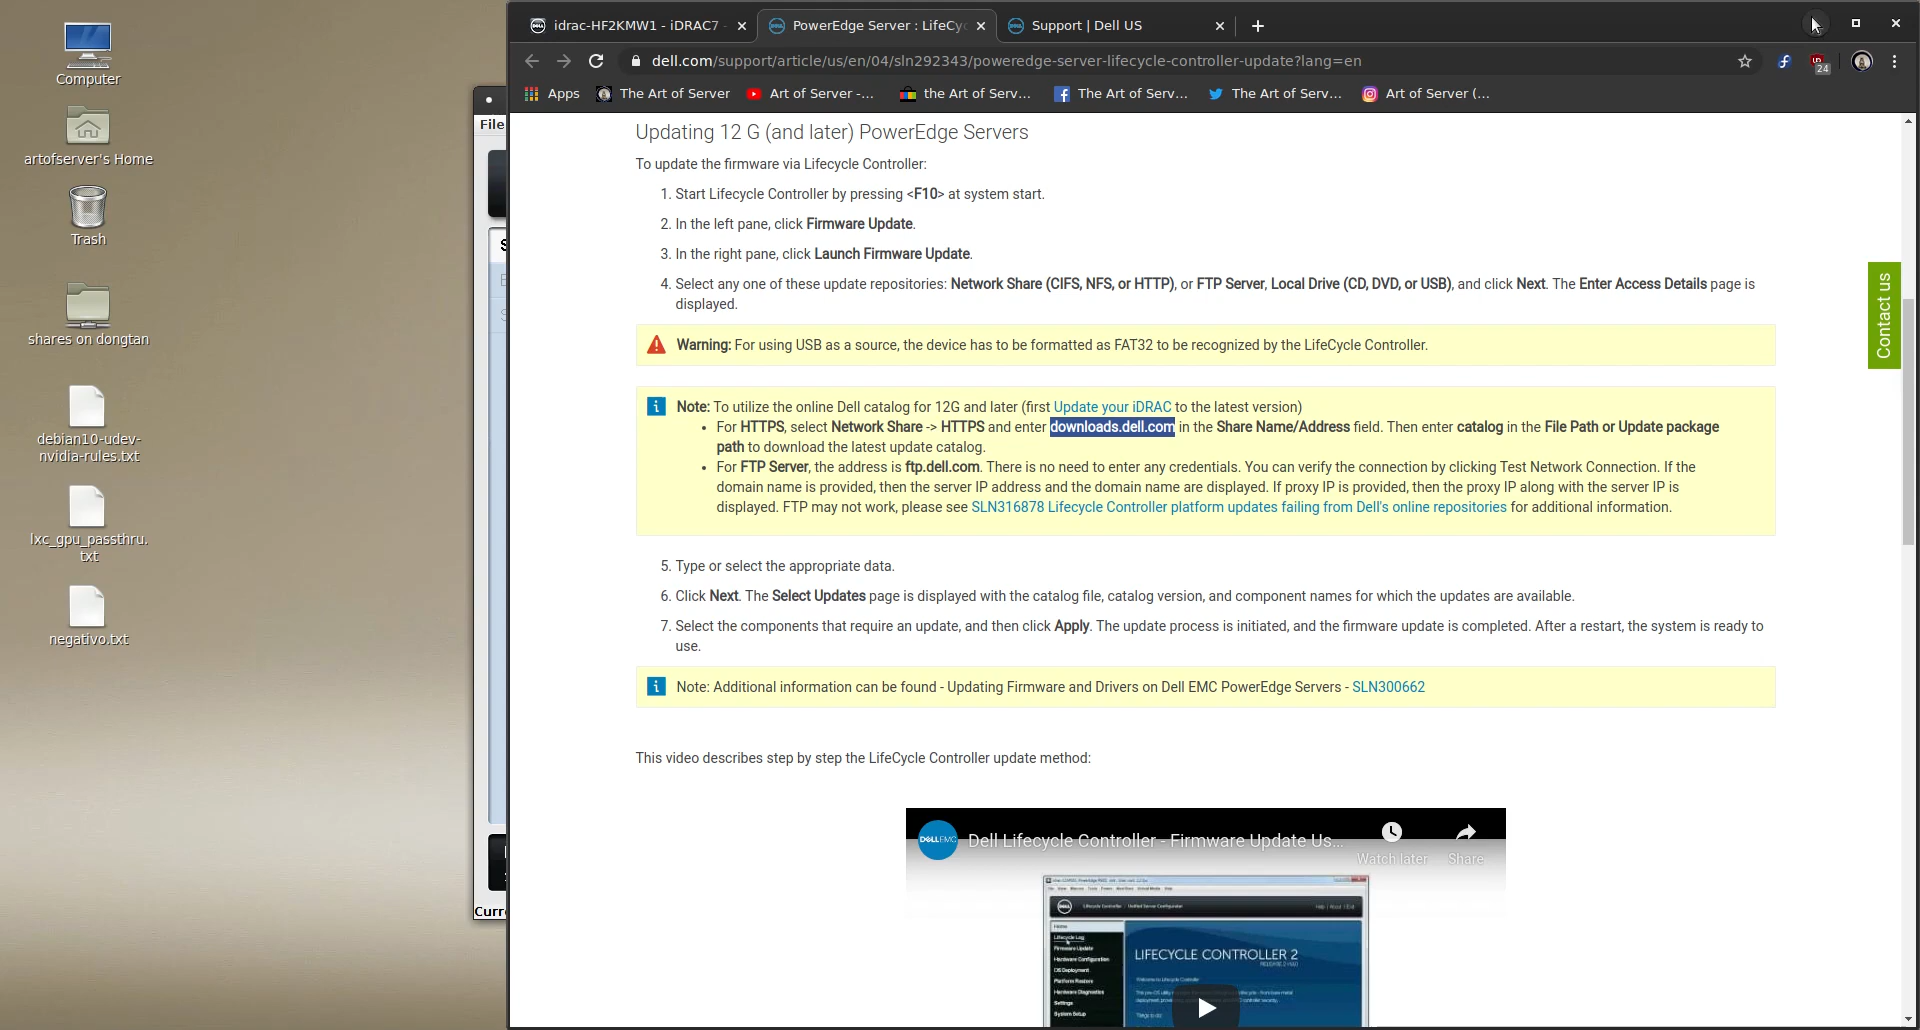 idrac-HF2KMW1 - iDRAC7
PowerEdge Server : LifeCy
Support | Dell US
dell.com/support/article/us/en/04/sln292343/poweredge-server-lifecycle-controller-update?lang=en
24
Apps
The Art of Server
Art of Server -...
the Art of Serv...
The Art of Serv...
The Art of Serv...
Art of Server (...
Computer
artofserver's Home
Trash
shares on dongtan
debian10-udev-
nvidia-rules.txt
lxc_gpu_passthru.
txt
negativo.txt
File
Curr
Updating 12 G (and later) PowerEdge Servers
To update the firmware via Lifecycle Controller:
1. Start Lifecycle Controller by pressing <F10> at system start.
2. In the left pane, click Firmware Update.
3. In the right pane, click Launch Firmware Update.
4. Select any one of these update repositories: Network Share (CIFS, NFS, or HTTP), or FTP Server, Local Drive (CD, DVD, or USB), and click Next. The Enter Access Details page is
displayed.
Warning: For using USB as a source, the device has to be formatted as FAT32 to be recognized by the LifeCycle Controller.
Note: To utilize the online Dell catalog for 12G and later (first Update your iDRAC to the latest version)
• For HTTPS, select Network Share -> HTTPS and enter downloads.dell.com in the Share Name/Address field. Then enter catalog in the File Path or Update package
path to download the latest update catalog.
• For FTP Server, the address is ftp.dell.com. There is no need to enter any credentials. You can verify the connection by clicking Test Network Connection. If the
domain name is provided, then the server IP address and the domain name are displayed. If proxy IP is provided, then the proxy IP along with the server IP is
displayed. FTP may not work, please see SLN316878 Lifecycle Controller platform updates failing from Dell's online repositories for additional information.
5. Type or select the appropriate data.
6. Click Next. The Select Updates page is displayed with the catalog file, catalog version, and component names for which the updates are available.
7. Select the components that require an update, and then click Apply. The update process is initiated, and the firmware update is completed. After a restart, the system is ready to
use.
Note: Additional information can be found - Updating Firmware and Drivers on Dell EMC PowerEdge Servers - SLN300662
This video describes step by step the LifeCycle Controller update method:
Contact us
DELLEMC
Dell Lifecycle Controller - Firmware Update Us...
Watch later
Share
Home
Lifecycle Log
Firmware Update
Hardware Configuration
OS Deployment
Platform Restore
Hardware Diagnostics
Settings
System Setup
LIFECYCLE CONTROLLER 2